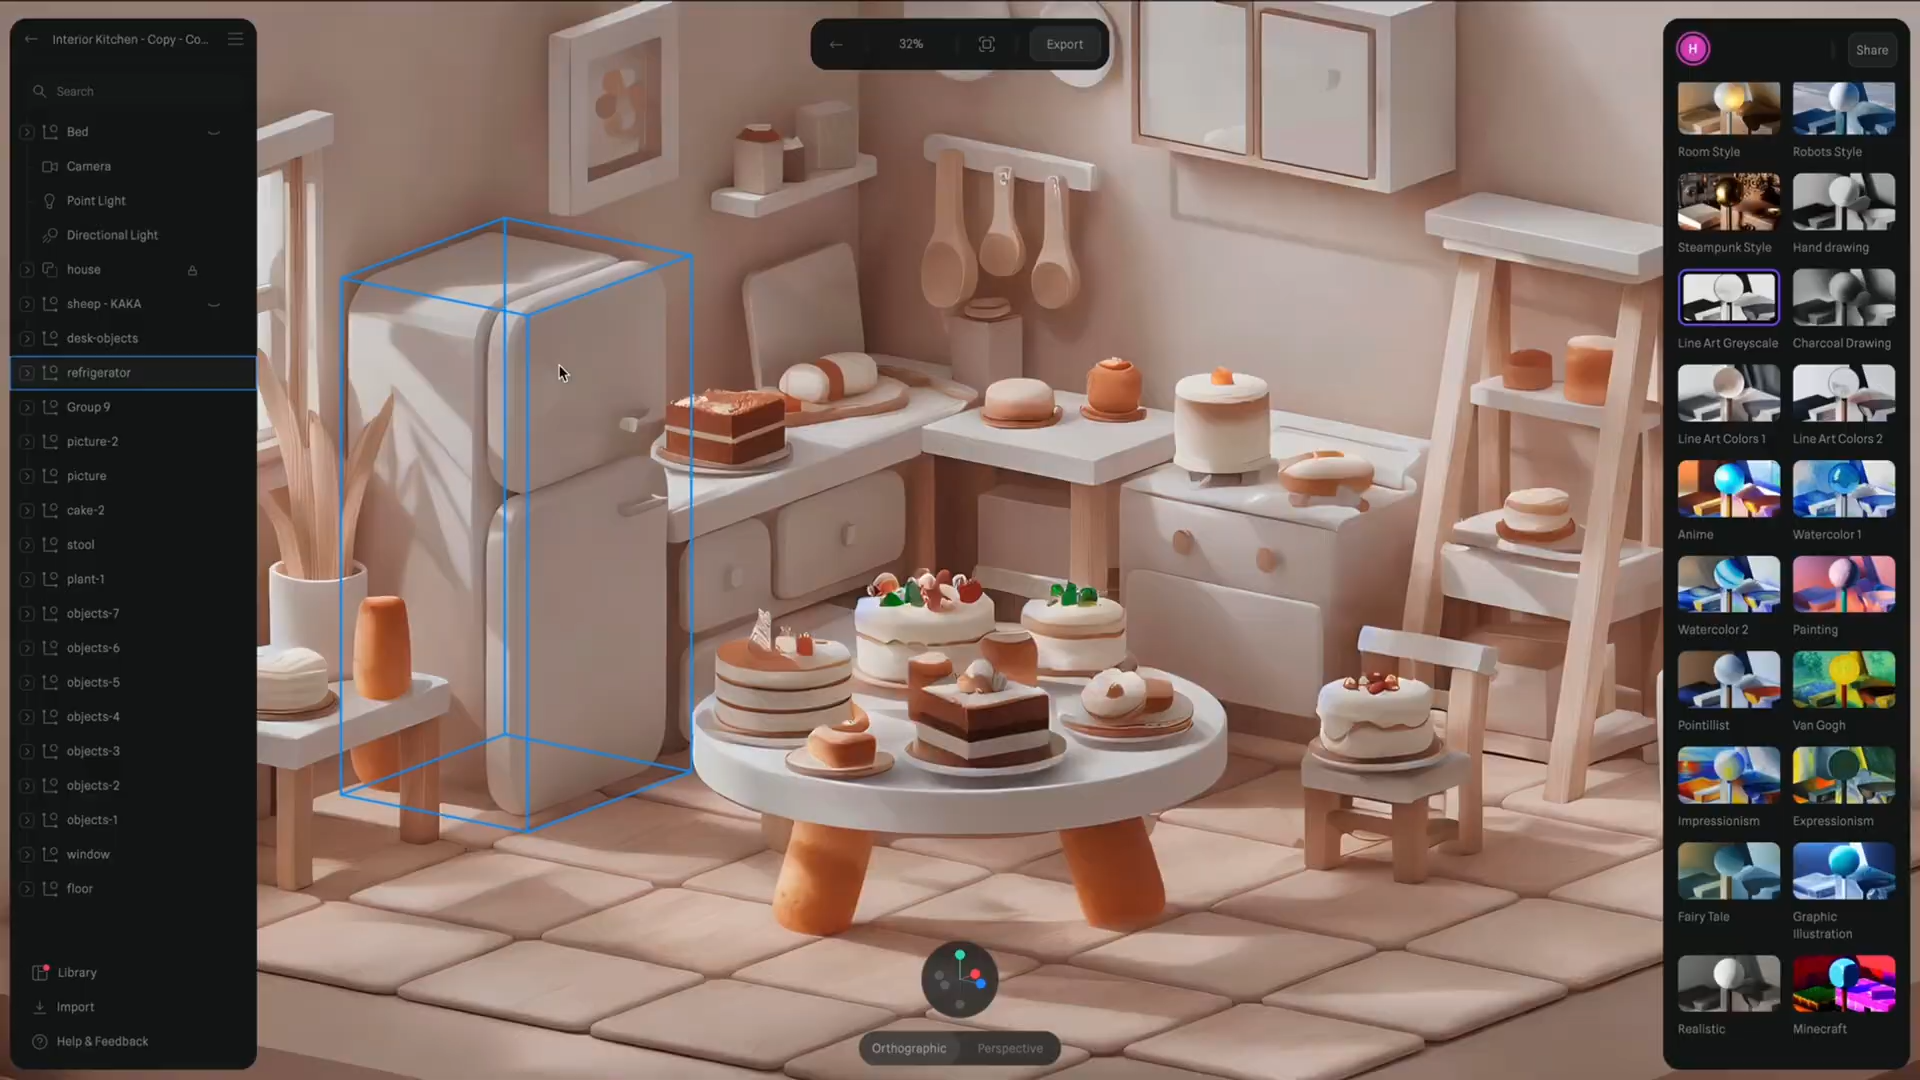 Interior Kitchen - Copy - Co...
Search
Bed
Camera
Point Light
Directional Light
house
sheep - KAKA
desk-objects
refrigerator
Group 9
picture-2
picture
cake-2
stool
plant-1
objects-7
objects-6
objects-5
objects-4
objects-3
objects-2
objects-1
window
floor
Library
Import
Help & Feedback
32%
Export
Orthographic
Perspective
H
Share
Room Style
Robots Style
Steampunk Style
Hand drawing
Line Art Greyscale
Charcoal Drawing
Line Art Colors 1
Line Art Colors 2
Anime
Watercolor 1
Watercolor 2
Painting
Pointillist
Van Gogh
Impressionism
Expressionism
Fairy Tale
Graphic
Illustration
Realistic
Minecraft